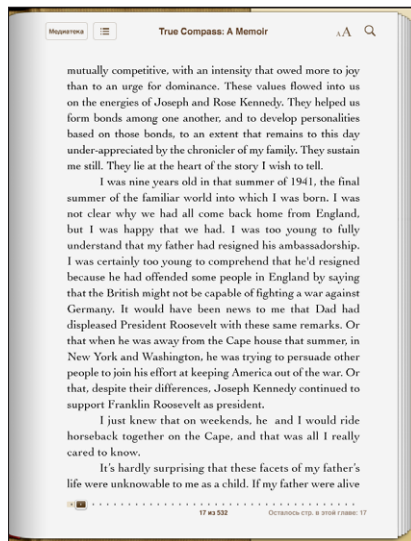 Медиатека
True Compass: A Memoir
AA
mutually competitive, with an intensity that owed more to joy
than to an urge for dominance. These values flowed into us
on the energies of Joseph and Rose Kennedy. They helped us
form bonds among one another, and to develop personalities
based on those bonds, to an extent that remains to this day
under-appreciated by the chronicler of my family. They sustain
me still. They lie at the heart of the story I wish to tell.
I was nine years old in that summer of 1941, the final
summer of the familiar world into which I was born. I was
not clear why we had all come back home from England,
but I was happy that we had. I was too young to fully
understand that my father had resigned his ambassadorship.
I was certainly too young to comprehend that he'd resigned
because he had offended some people in England by saying
that the British might not be capable of fighting a war against
Germany. It would have been news to me that Dad had
displeased President Roosevelt with these same remarks. Or
that when he was away from the Cape house that summer, in
New York and Washington, he was trying to persuade other
people to join his effort at keeping America out of the war. Or
that, despite their differences, Joseph Kennedy continued to
support Franklin Roosevelt as president.
I just knew that on weekends, he and I would ride
horseback together on the Cape, and that was all I really
cared to know.
It's hardly surprising that these facets of my father's
life were unknowable to me as a child. If my father were alive
17 из 532
Осталось стр. в этой главе: 17